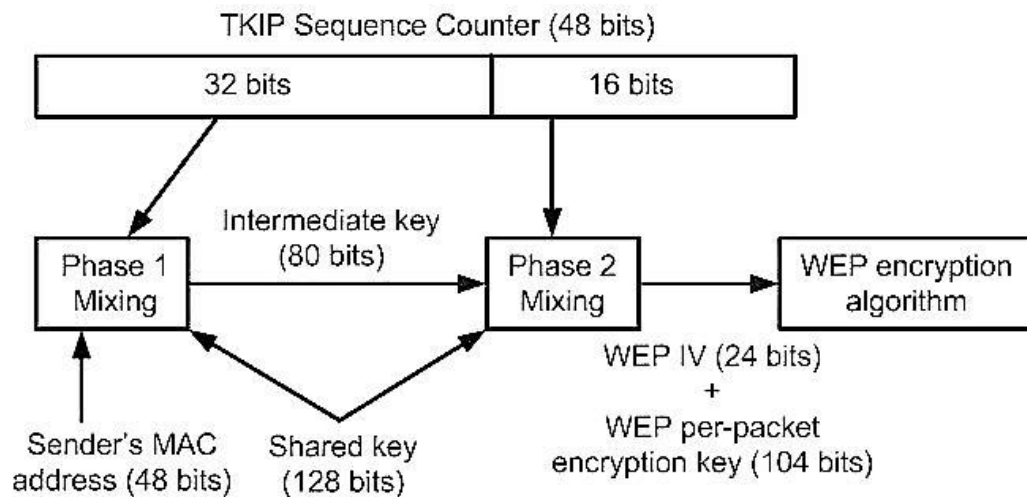 TKIP Sequence Counter (48 bits)
32 bits
16 bits
Intermediate key
(80 bits)
Phase 1
Mixing
Phase 2
Mixing
WEP encryption
algorithm
WEP IV (24 bits)
+
WEP per-packet
encryption key (104 bits)
Sender's MAC
address (48 bits)
Shared key
(128 bits)